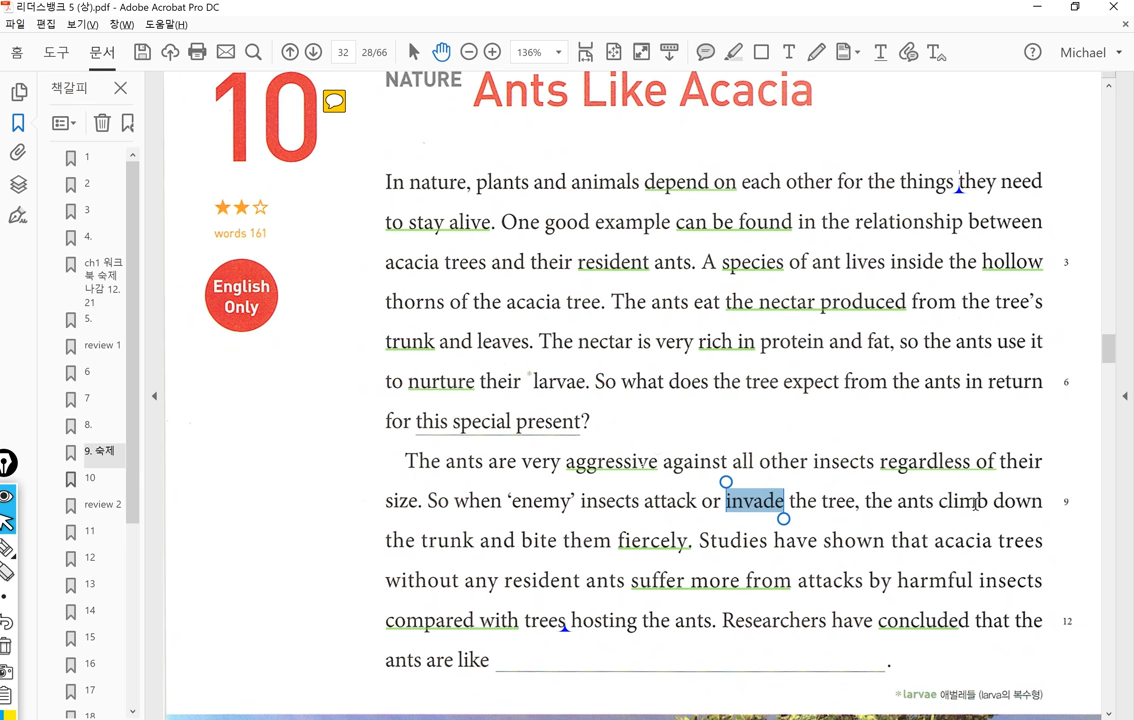 리더스뱅크 5 (상).pdf - Adobe Acrobat Pro DC
파일 편집 보기(V) 창(W) 도움말(H)
홈 도구 문서 32 28/66 136% Michael
책갈피
1
2
3
4.
ch1 워크
북 숙제
나감 12.
21
5.
review 1
6
7
8.
9. 숙제
10
review 2
11
12
13
14
15
16
17
18
10
NATURE Ants Like Acacia
words 161
English
Only
In nature, plants and animals depend on each other for the things they need
to stay alive. One good example can be found in the relationship between
acacia trees and their resident ants. A species of ant lives inside the hollow 3
thorns of the acacia tree. The ants eat the nectar produced from the tree's
trunk and leaves. The nectar is very rich in protein and fat, so the ants use it
to nurture their *larvae. So what does the tree expect from the ants in return 6
for this special present?
The ants are very aggressive against all other insects regardless of their
size. So when ‘enemy’ insects attack or invade the tree, the ants climb down 9
the trunk and bite them fiercely. Studies have shown that acacia trees
without any resident ants suffer more from attacks by harmful insects
compared with trees hosting the ants. Researchers have concluded that the 12
ants are like ____________________.
*larvae 애벌레들 (larva의 복수형)